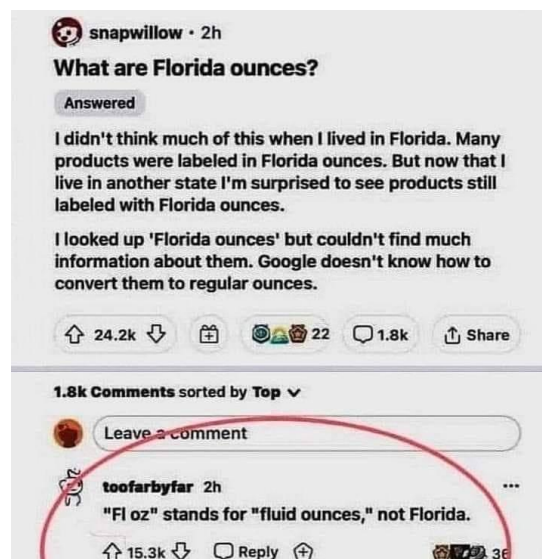 snapwillow · 2h
What are Florida ounces?
Answered
I didn't think much of this when I lived in Florida. Many
products were labeled in Florida ounces. But now that I
live in another state I'm surprised to see products still
labeled with Florida ounces.
I looked up 'Florida ounces' but couldn't find much
information about them. Google doesn't know how to
convert them to regular ounces.
24.2k 22 1.8k Share
1.8k Comments sorted by Top
Leave a comment
toofarbyfar 2h
"Fl oz" stands for "fluid ounces," not Florida.
15.3k Reply 36